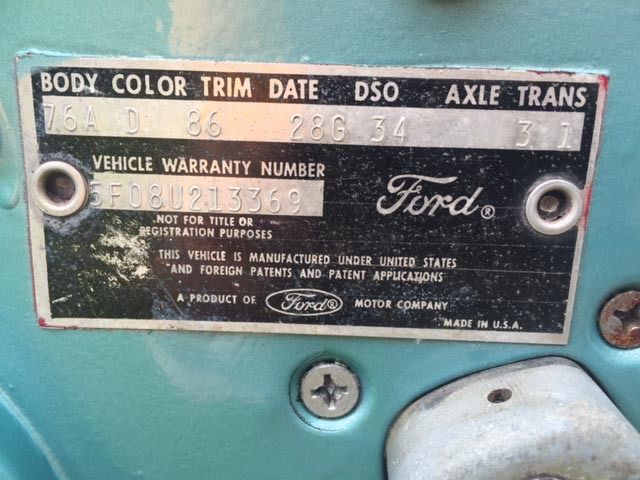 BODY COLOR TRIM DATE DSO AXLE TRANS
76A D 86 28G 34 3 1
VEHICLE WARRANTY NUMBER
5F08U213369
Ford®
NOT FOR TITLE OR
REGISTRATION PURPOSES
THIS VEHICLE IS MANUFACTURED UNDER UNITED STATES
AND FOREIGN PATENTS AND PATENT APPLICATIONS
A PRODUCT OF Ford® MOTOR COMPANY
MADE IN U.S.A.